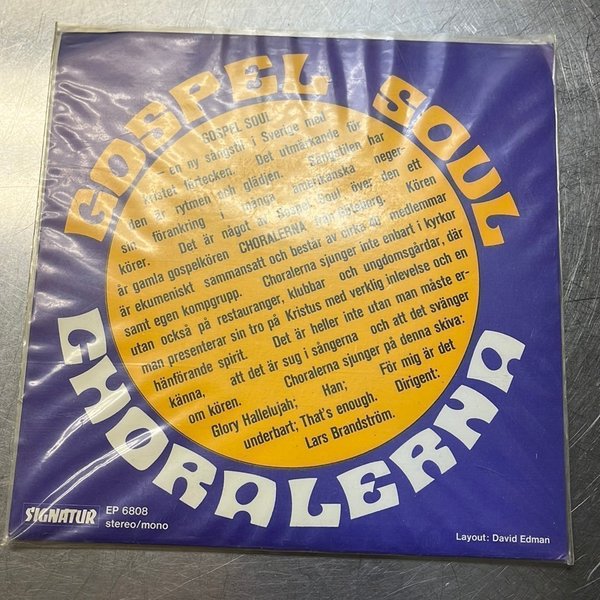 GOSPEL SOUL
GOSPEL SOUL
– en ny sångstil i Sverige med
kristet förtecken. Det utmärkande för
den är rytmen och glädjen. Sångstilen har
sin förankring i många amerikanska neger-
körer. Det är något av Gospel Soul över den ett
år gamla gospelkören CHORALERNA från Göteborg. Kören
är ekumeniskt sammansatt och består av cirka 40 medlemmar
samt egen kompgrupp. Choralerna sjunger inte enbart i kyrkor
utan också på restauranger, klubbar och ungdomsgårdar, där
man presenterar sin tro på Kristus med verklig inlevelse och en
hänförande spirit. Det är heller inte utan man måste er-
känna, att det är sug i sångerna och att det svänger
om kören. Choralerna sjunger på denna skiva:
Glory Hallelujah; Han; För mig är det
underbart; That's enough. Dirigent:
Lars Brandström.
CHORALERNA
SIGNATUR EP 6808
stereo/mono
Layout: David Edman